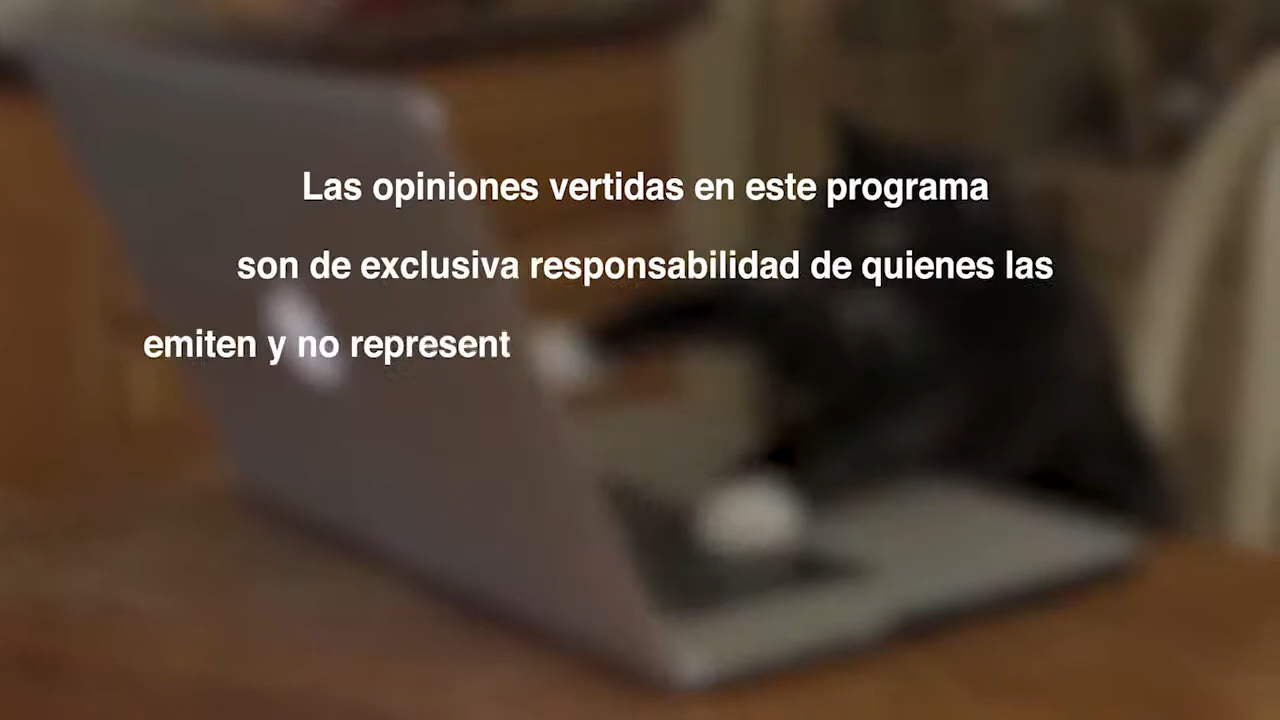 Las opiniones vertidas en este programa
son de exclusiva responsabilidad de quienes las
emiten y no represent